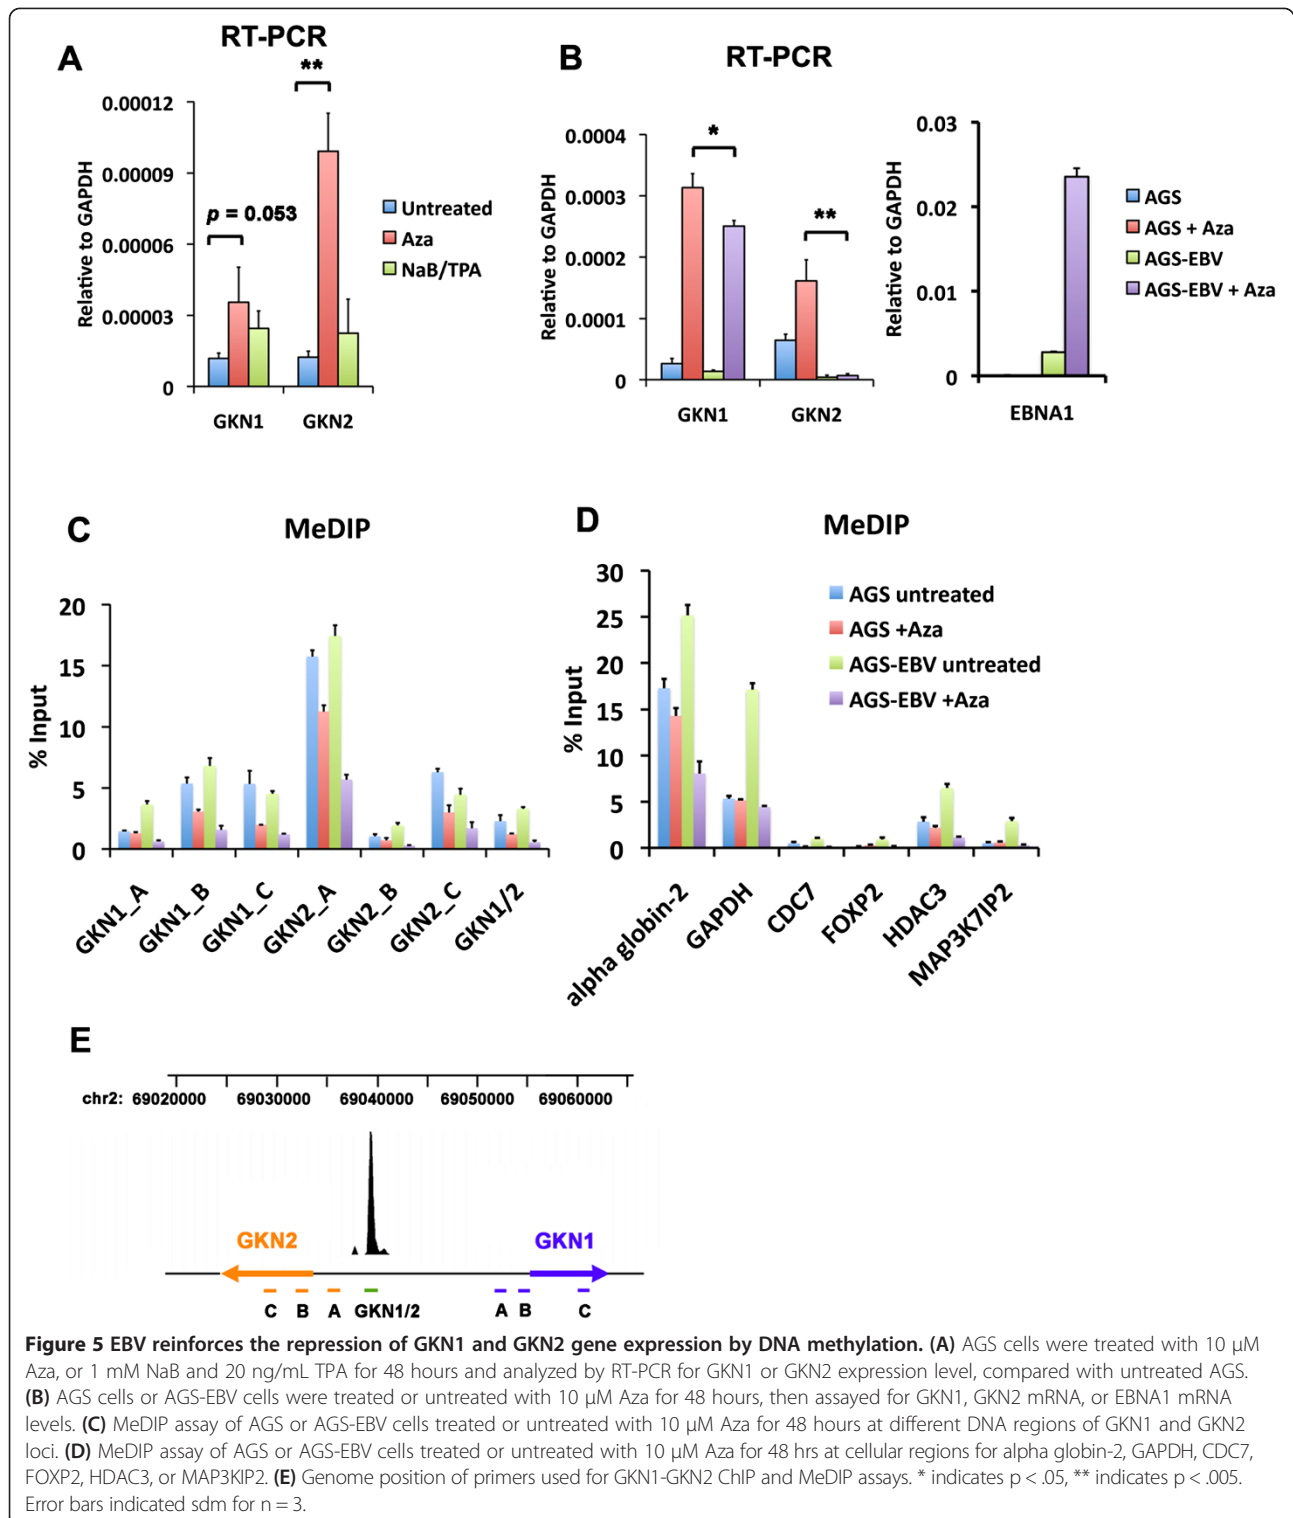 A
RT-PCR
**
0.00012
0.00009
0.00006
0.00003
0
Relative to GAPDH
p = 0.053
Untreated
Aza
NaB/TPA
GKN1
GKN2
B
RT-PCR
0.0004
0.0003
0.0002
0.0001
0
Relative to GAPDH
*
**
GKN1
GKN2
0.03
0.02
0.01
0
Relative to GAPDH
EBNA1
AGS
AGS + Aza
AGS-EBV
AGS-EBV + Aza
C
MeDIP
20
15
10
5
0
% Input
GKN1_A
GKN1_B
GKN1_C
GKN2_A
GKN2_B
GKN2_C
GKN1/2
D
MeDIP
30
25
20
15
10
5
0
% Input
AGS untreated
AGS +Aza
AGS-EBV untreated
AGS-EBV +Aza
alpha globin-2
GAPDH
CDC7
FOXP2
HDAC3
MAP3K7IP2
E
chr2: 69020000 69030000 69040000 69050000 69060000
GKN2
GKN1
C B A GKN1/2 A B C
Figure 5 EBV reinforces the repression of GKN1 and GKN2 gene expression by DNA methylation. (A) AGS cells were treated with 10 μM
Aza, or 1 mM NaB and 20 ng/mL TPA for 48 hours and analyzed by RT-PCR for GKN1 or GKN2 expression level, compared with untreated AGS.
(B) AGS cells or AGS-EBV cells were treated or untreated with 10 μM Aza for 48 hours, then assayed for GKN1, GKN2 mRNA, or EBNA1 mRNA
levels. (C) MeDIP assay of AGS or AGS-EBV cells treated or untreated with 10 μM Aza for 48 hours at different DNA regions of GKN1 and GKN2
loci. (D) MeDIP assay of AGS or AGS-EBV cells treated or untreated with 10 μM Aza for 48 hrs at cellular regions for alpha globin-2, GAPDH, CDC7,
FOXP2, HDAC3, or MAP3KIP2. (E) Genome position of primers used for GKN1-GKN2 ChIP and MeDIP assays. * indicates p < .05, ** indicates p < .005.
Error bars indicated sdm for n = 3.